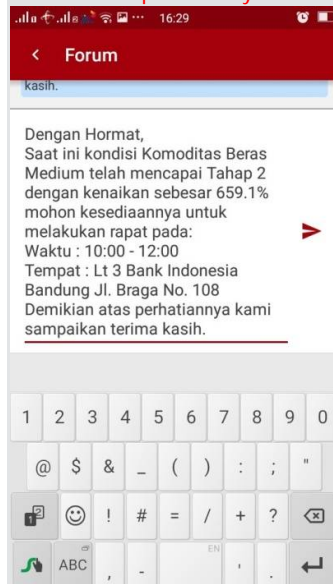 16:29
Forum
kasih.
Dengan Hormat,
Saat ini kondisi Komoditas Beras
Medium telah mencapai Tahap 2
dengan kenaikan sebesar 659.1%
mohon kesediaannya untuk
melakukan rapat pada:
Waktu : 10:00 - 12:00
Tempat : Lt 3 Bank Indonesia
Bandung Jl. Braga No. 108
Demikian atas perhatiannya kami
sampaikan terima kasih.
1 2 3 4 5 6 7 8 9 0
@ $ & _ ( ) : ; "
1 2 ! # = / + ?
ABC , - EN ' .